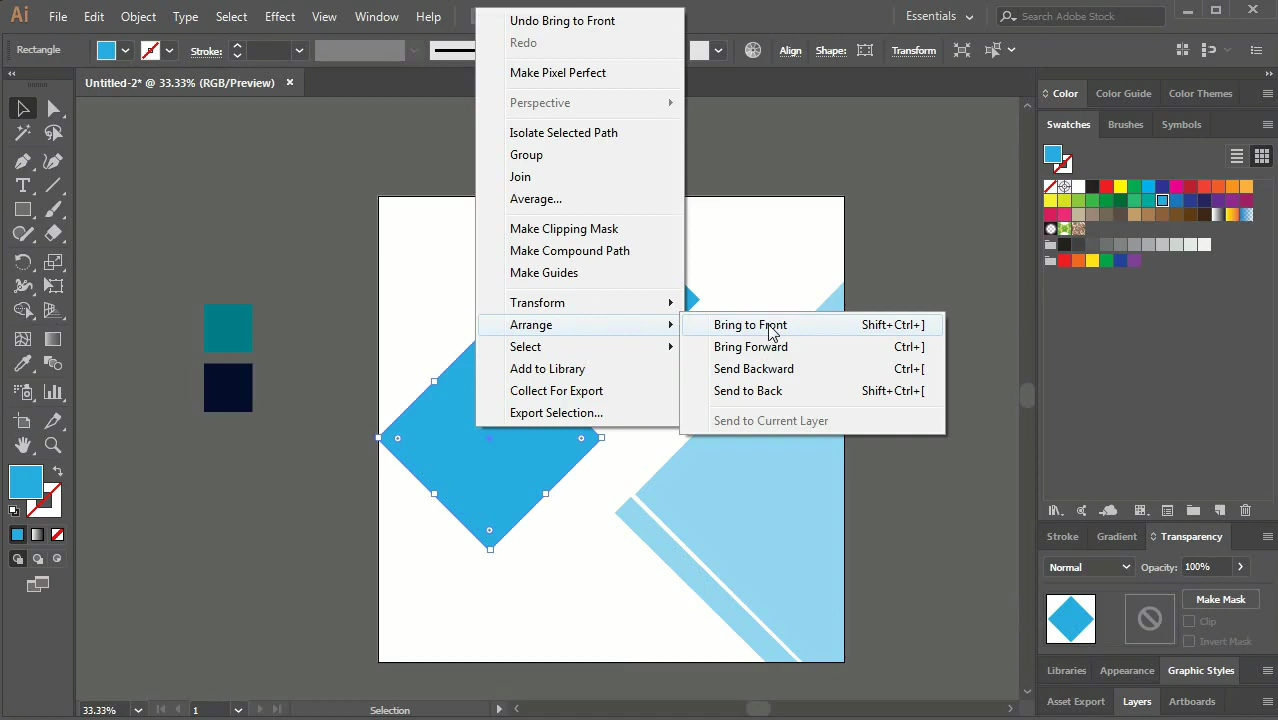 Ai File Edit Object Type Select Effect View Window Help Essentials Search Adobe Stock
Rectangle Stroke: Align Shape: Transform
Untitled-2* @ 33.33% (RGB/Preview)
Undo Bring to Front
Redo
Make Pixel Perfect
Perspective
Isolate Selected Path
Group
Join
Average...
Make Clipping Mask
Make Compound Path
Make Guides
Transform
Arrange
Select
Add to Library
Collect For Export
Export Selection...
Bring to Front Shift+Ctrl+]
Bring Forward Ctrl+]
Send Backward Ctrl+[
Send to Back Shift+Ctrl+[
Send to Current Layer
Color Color Guide Color Themes
Swatches Brushes Symbols
Stroke Gradient Transparency
Normal Opacity: 100%
Make Mask
Clip
Invert Mask
Libraries Appearance Graphic Styles
Asset Export Layers Artboards
33.33% 1 Selection